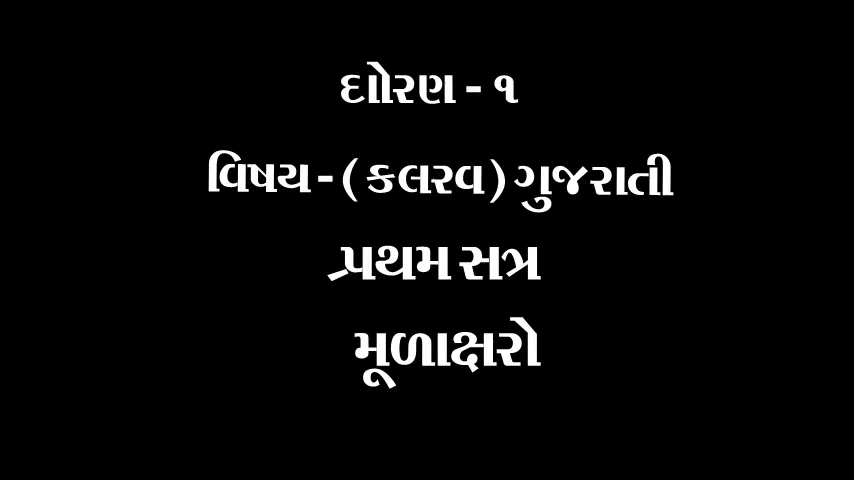 ધોરણ - ૧
વિષય - ( કલરવ ) ગુજરાતી
પ્રથમ સત્ર
મૂળાક્ષરો